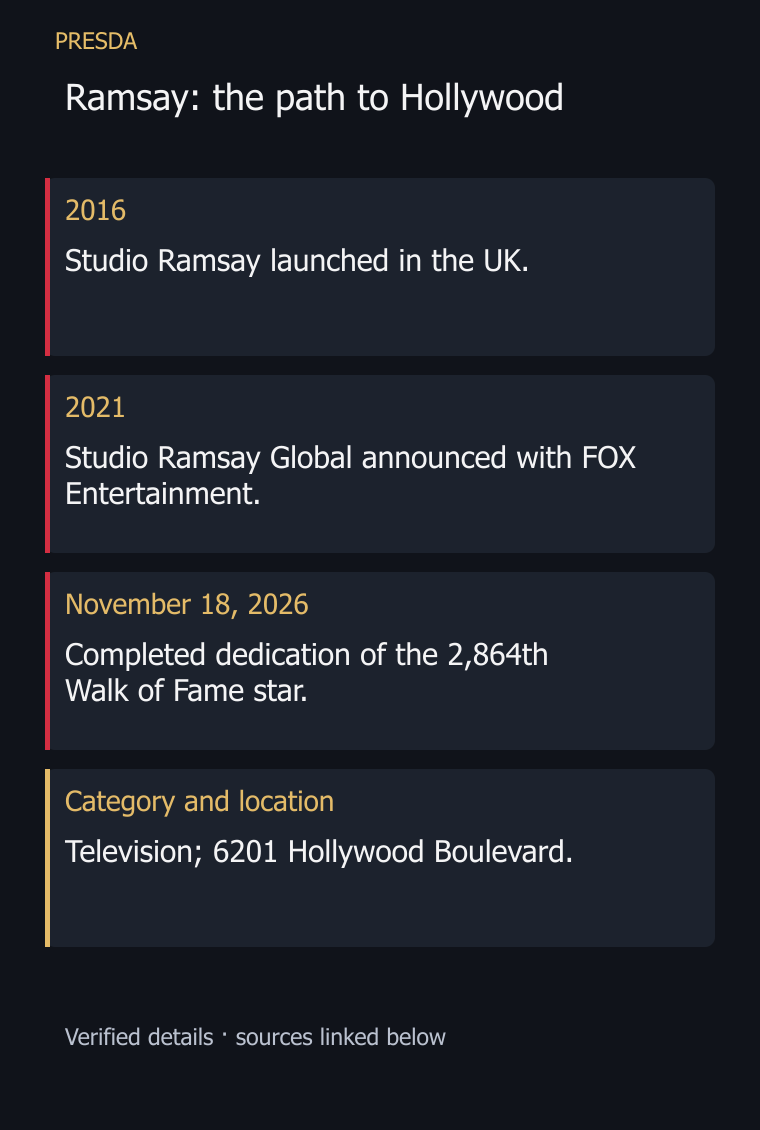 PRESDA
Ramsay: the path to Hollywood
2016
Studio Ramsay launched in the UK.
2021
Studio Ramsay Global announced with FOX
Entertainment.
November 18, 2026
Completed dedication of the 2,864th
Walk of Fame star.
Category and location
Television; 6201 Hollywood Boulevard.
Verified details · sources linked below